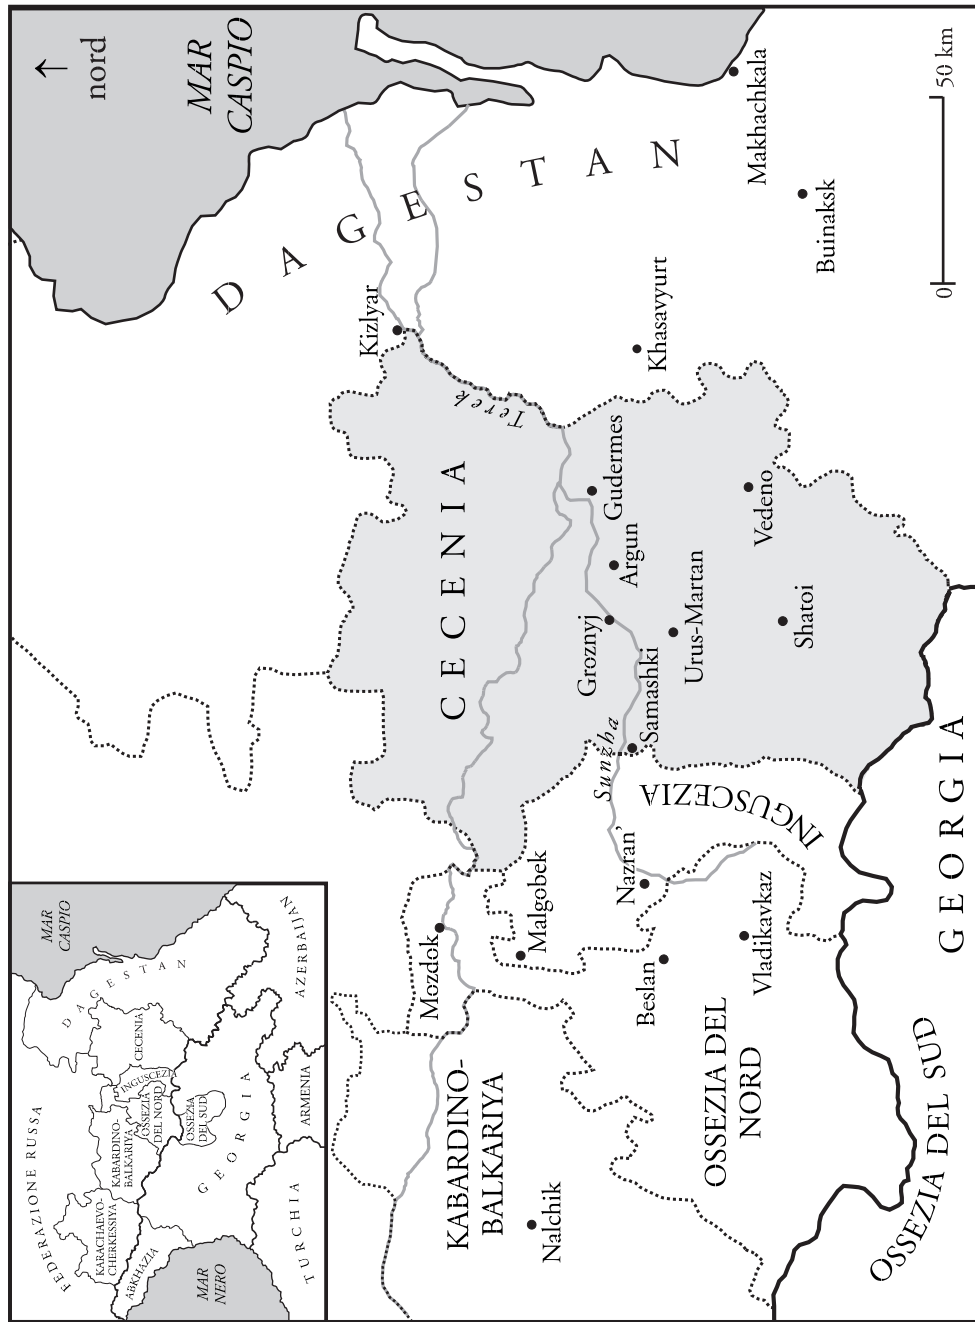 FEDERAZIONE RUSSA
KARACHAEVO-
CHERKESSIYA
KABARDINO-
BALKARIYA
OSSEZIA
DEL NORD
INGUSCEZIA
CECENIA
DAGESTAN
MAR
CASPIO
ABKHAZIA
OSSEZIA
DEL SUD
GEORGIA
MAR
NERO
TURCHIA
ARMENIA
AZERBAIJAN
↑
nord
MAR
CASPIO
DAGESTAN
Kizlyar
Terek
CECENIA
Mozdok
Malgobek
KABARDINO-
BALKARIYA
Nalchik
Gudermes
Argun
Groznyj
Khasavyurt
Sunzha
Samashki
Nazran'
Beslan
Urus-Martan
INGUSCEZIA
Makhachkala
Buinaksk
Vedeno
Shatoi
Vladikavkaz
OSSEZIA DEL
NORD
OSSEZIA DEL SUD
GEORGIA
0
50 km